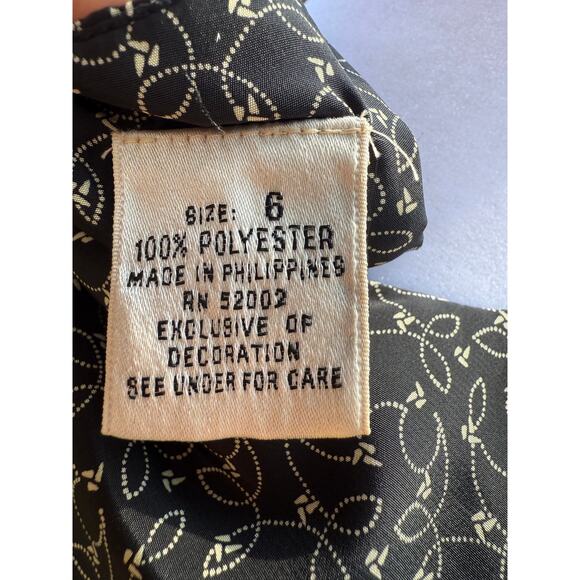 SIZE: 6
100% POLYESTER
MADE IN PHILIPPINES
RN 52002
EXCLUSIVE OF
DECORATION
SEE UNDER FOR CARE